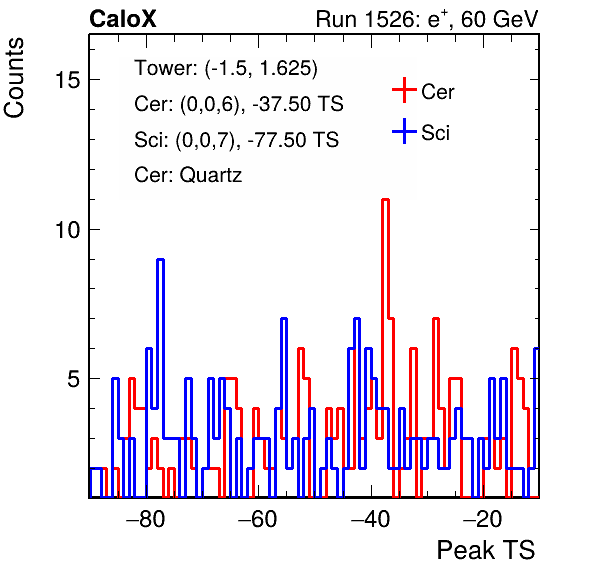 CaloX Run 1526: e⁺, 60 GeV
Counts
Tower: (-1.5, 1.625)
Cer: (0,0,6), -37.50 TS
Sci: (0,0,7), -77.50 TS
Cer: Quartz
Cer
Sci
15
10
5
−80 −60 −40 −20
Peak TS